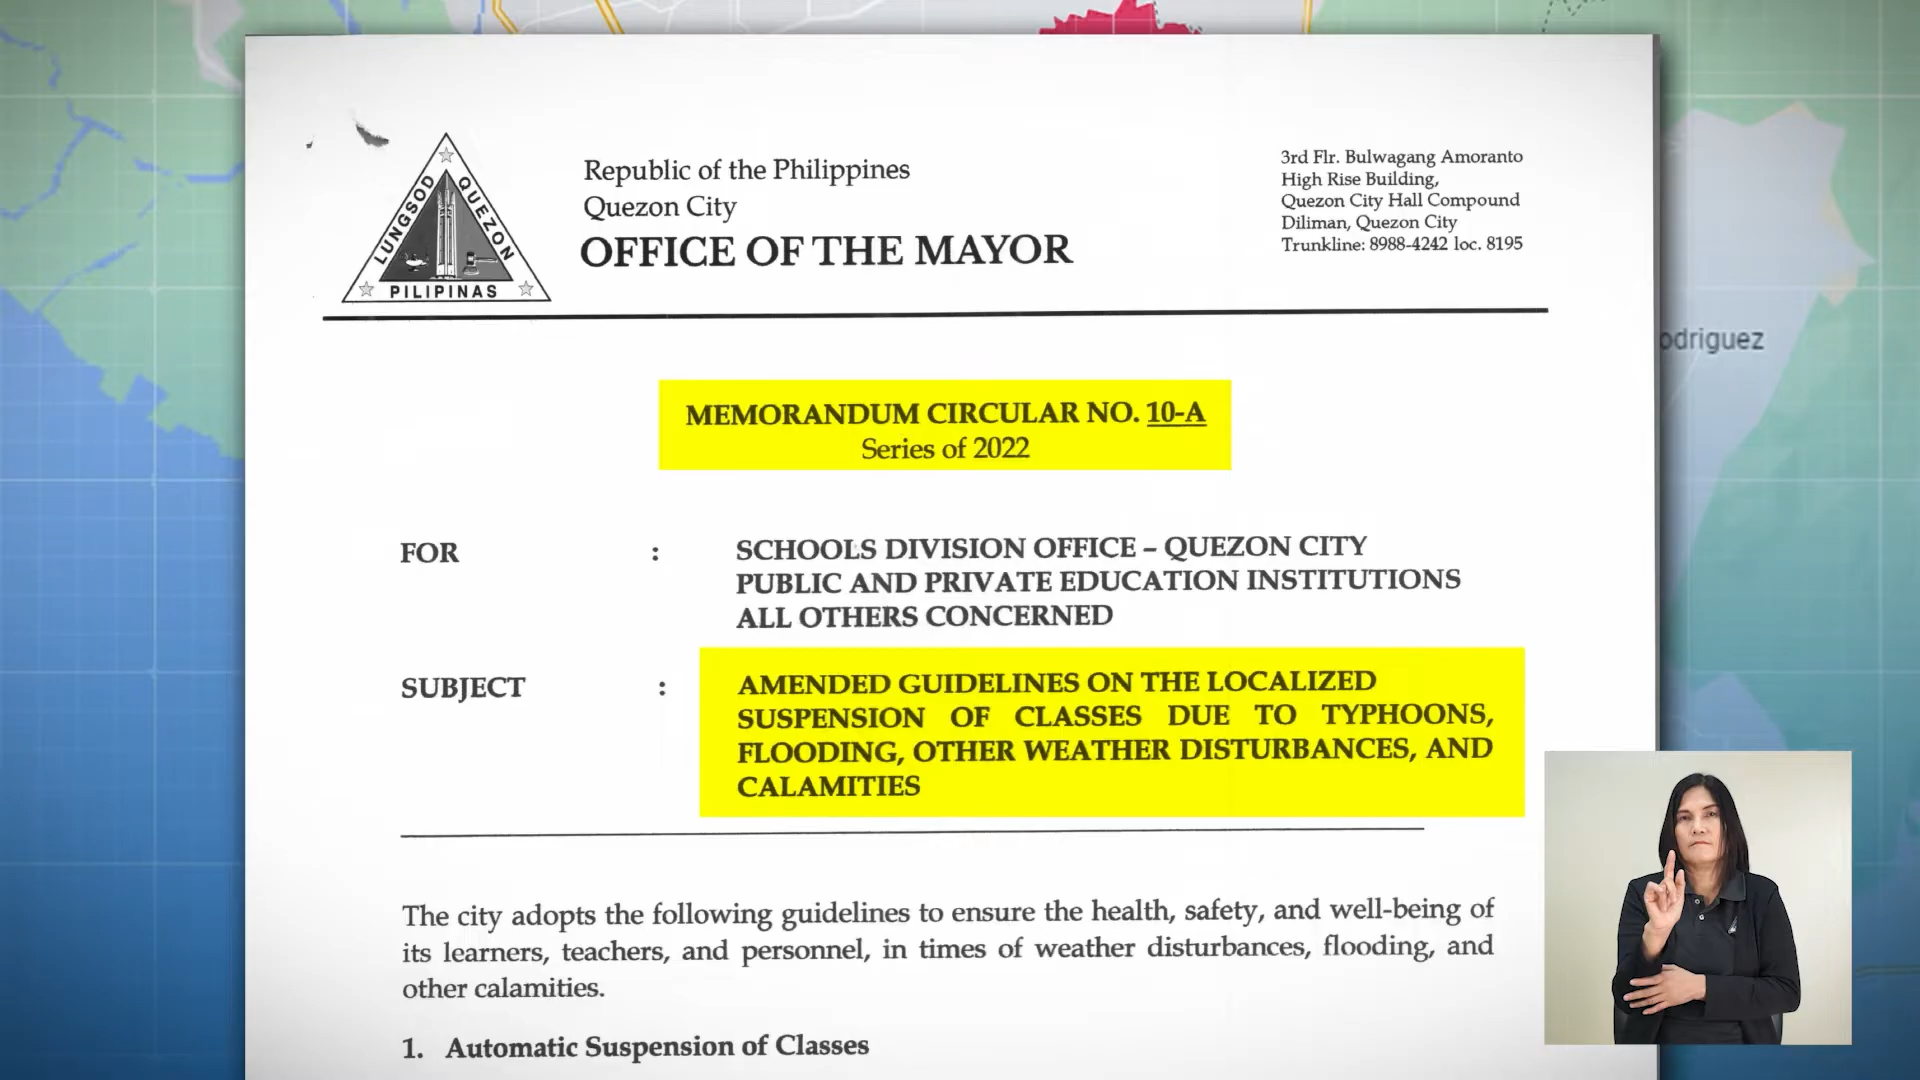 LUNGSOD QUEZON
PILIPINAS
Republic of the Philippines
Quezon City
OFFICE OF THE MAYOR
3rd Flr. Bulwagang Amoranto
High Rise Building,
Quezon City Hall Compound
Diliman, Quezon City
Trunkline: 8988-4242 loc. 8195
odriguez
MEMORANDUM CIRCULAR NO. 10-A
Series of 2022
FOR : SCHOOLS DIVISION OFFICE – QUEZON CITY
PUBLIC AND PRIVATE EDUCATION INSTITUTIONS
ALL OTHERS CONCERNED
SUBJECT : AMENDED GUIDELINES ON THE LOCALIZED
SUSPENSION OF CLASSES DUE TO TYPHOONS,
FLOODING, OTHER WEATHER DISTURBANCES, AND
CALAMITIES
The city adopts the following guidelines to ensure the health, safety, and well-being of
its learners, teachers, and personnel, in times of weather disturbances, flooding, and
other calamities.
1. Automatic Suspension of Classes